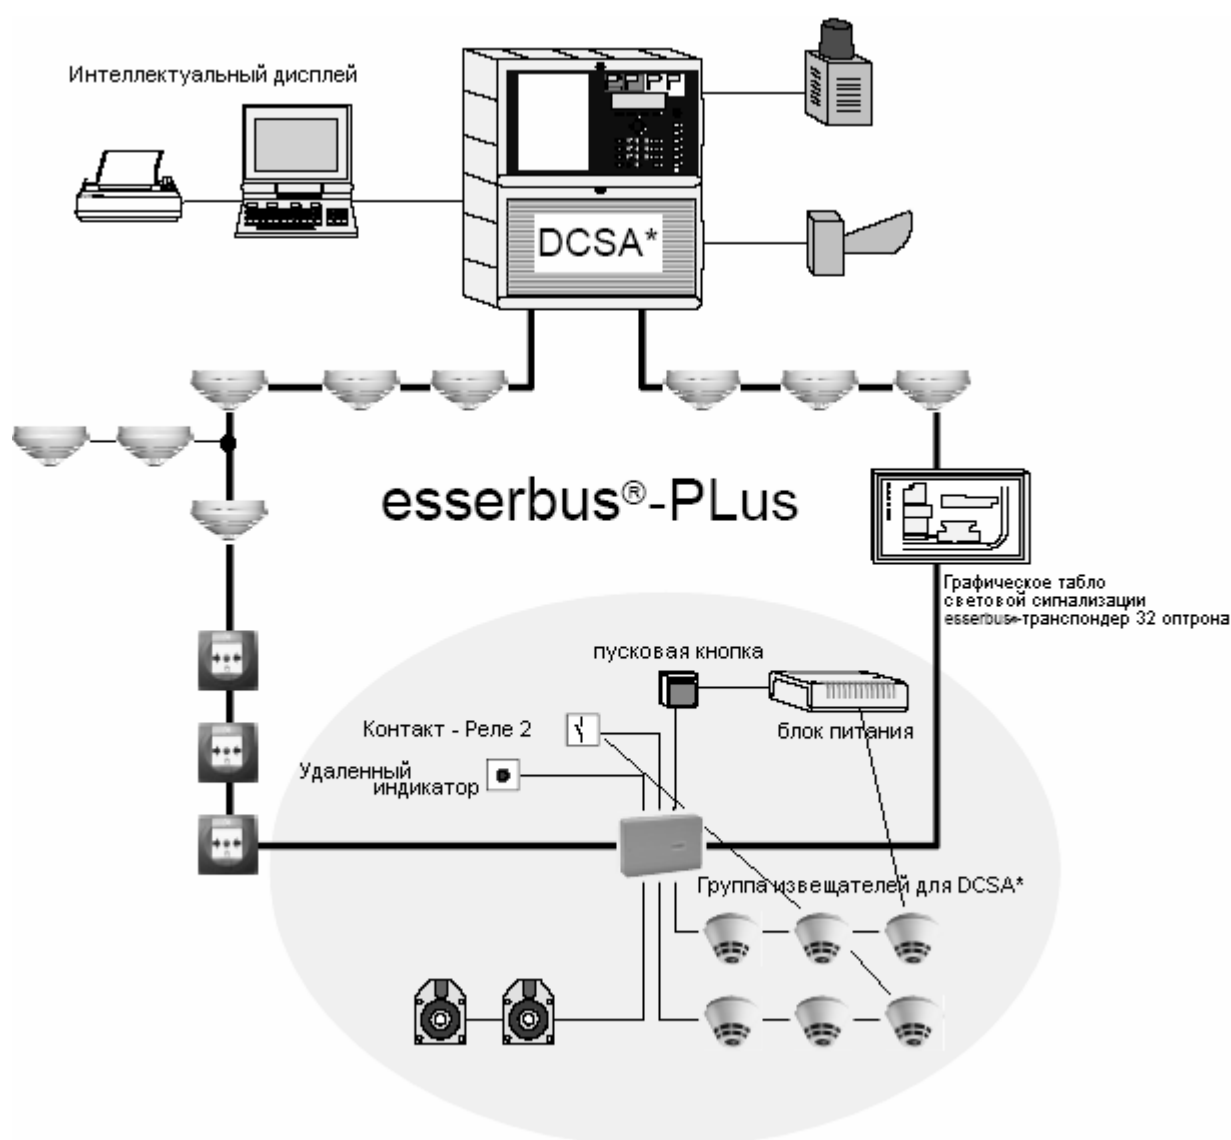 Интеллектуальный дисплей
DCSA*
esserbus®-PLus
Графическое табло
световой сигнализации
esserbus-транспондер 32 оптрона
пусковая кнопка
Контакт - Реле 2
блок питания
Удаленный
индикатор
Группа извещателей для DCSA*